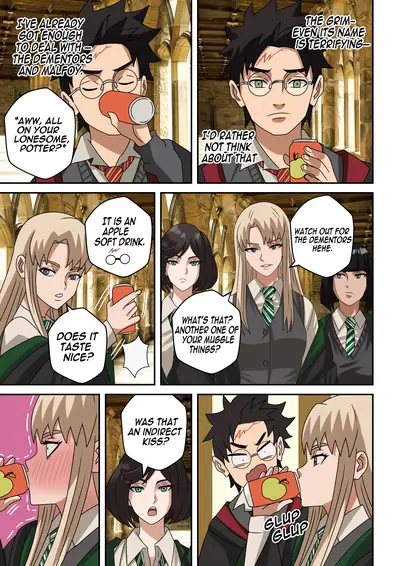 THE GRIM—
EVEN ITS NAME
IS TERRIFYING—
I'D RATHER
NOT THINK
ABOUT THAT
I'VE
ALREADY
GOT ENOUGH
TO DEAL WITH—
THE
DEMENTORS
AND MALFOY.
"AWW, ALL
ON YOUR
LONESOME,
POTTER?"
WATCH OUT FOR
THE DEMENTORS
HEHE.
WHAT'S THAT?
ANOTHER ONE OF
YOUR MUGGLE
THINGS?
IT IS AN
APPLE
SOFT DRINK.
DOES IT
TASTE
NICE?
GLUP
GLUP
WAS THAT
AN INDIRECT
KISS?